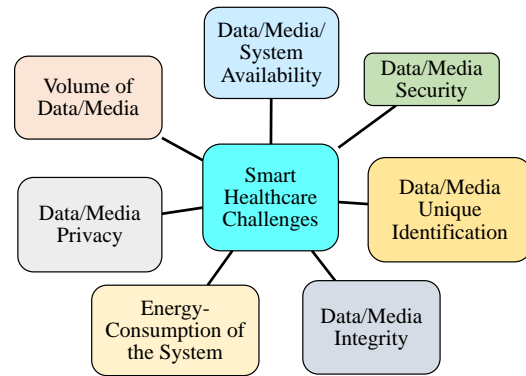 Data/Media/
System
Availability
Data/Media
Security
Volume of
Data/Media
Smart
Healthcare
Challenges
Data/Media
Unique
Identification
Data/Media
Privacy
Energy-
Consumption of
the System
Data/Media
Integrity